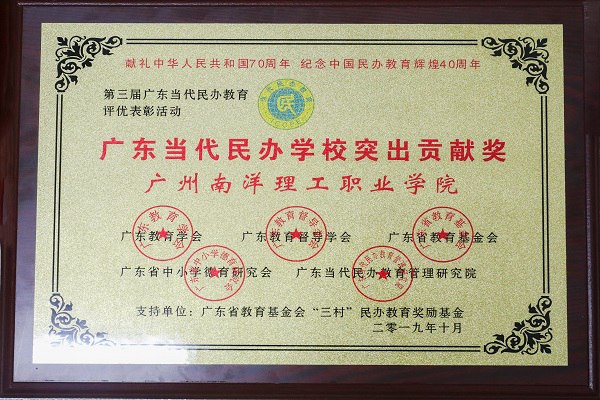 献礼中华人民共和国70周年 纪念中国民办教育辉煌40周年
第三届广东当代民办教育
评优表彰活动
广东当代民办学校突出贡献奖
广州南洋理工职业学院
广东教育学会 广东教育督导学会 广东省教育基金会
广东省中小学德育研究会 广东当代民办教育管理研究院
支持单位：广东省教育基金会“三村”民办教育奖励基金
二〇一九年十月